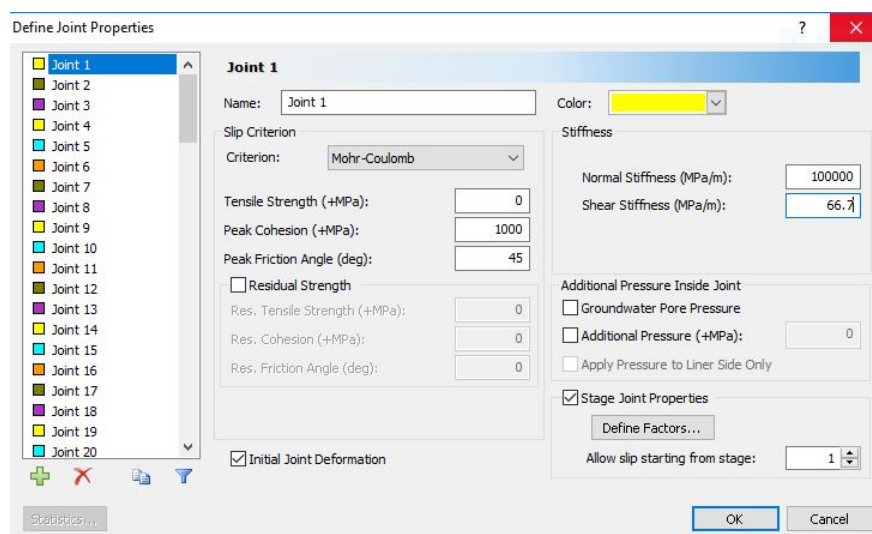 Define Joint Properties
?
Joint 1
Joint 2
Joint 3
Joint 4
Joint 5
Joint 6
Joint 7
Joint 8
Joint 9
Joint 10
Joint 11
Joint 12
Joint 13
Joint 14
Joint 15
Joint 16
Joint 17
Joint 18
Joint 19
Joint 20
Statistics...
Joint 1
Name: Joint 1
Color:
Slip Criterion
Criterion: Mohr-Coulomb
Tensile Strength (+MPa): 0
Peak Cohesion (+MPa): 1000
Peak Friction Angle (deg): 45
Residual Strength
Res. Tensile Strength (+MPa): 0
Res. Cohesion (+MPa): 0
Res. Friction Angle (deg): 0
Initial Joint Deformation
Stiffness
Normal Stiffness (MPa/m): 100000
Shear Stiffness (MPa/m): 66.7
Additional Pressure Inside Joint
Groundwater Pore Pressure
Additional Pressure (+MPa): 0
Apply Pressure to Liner Side Only
Stage Joint Properties
Define Factors...
Allow slip starting from stage: 1
OK Cancel